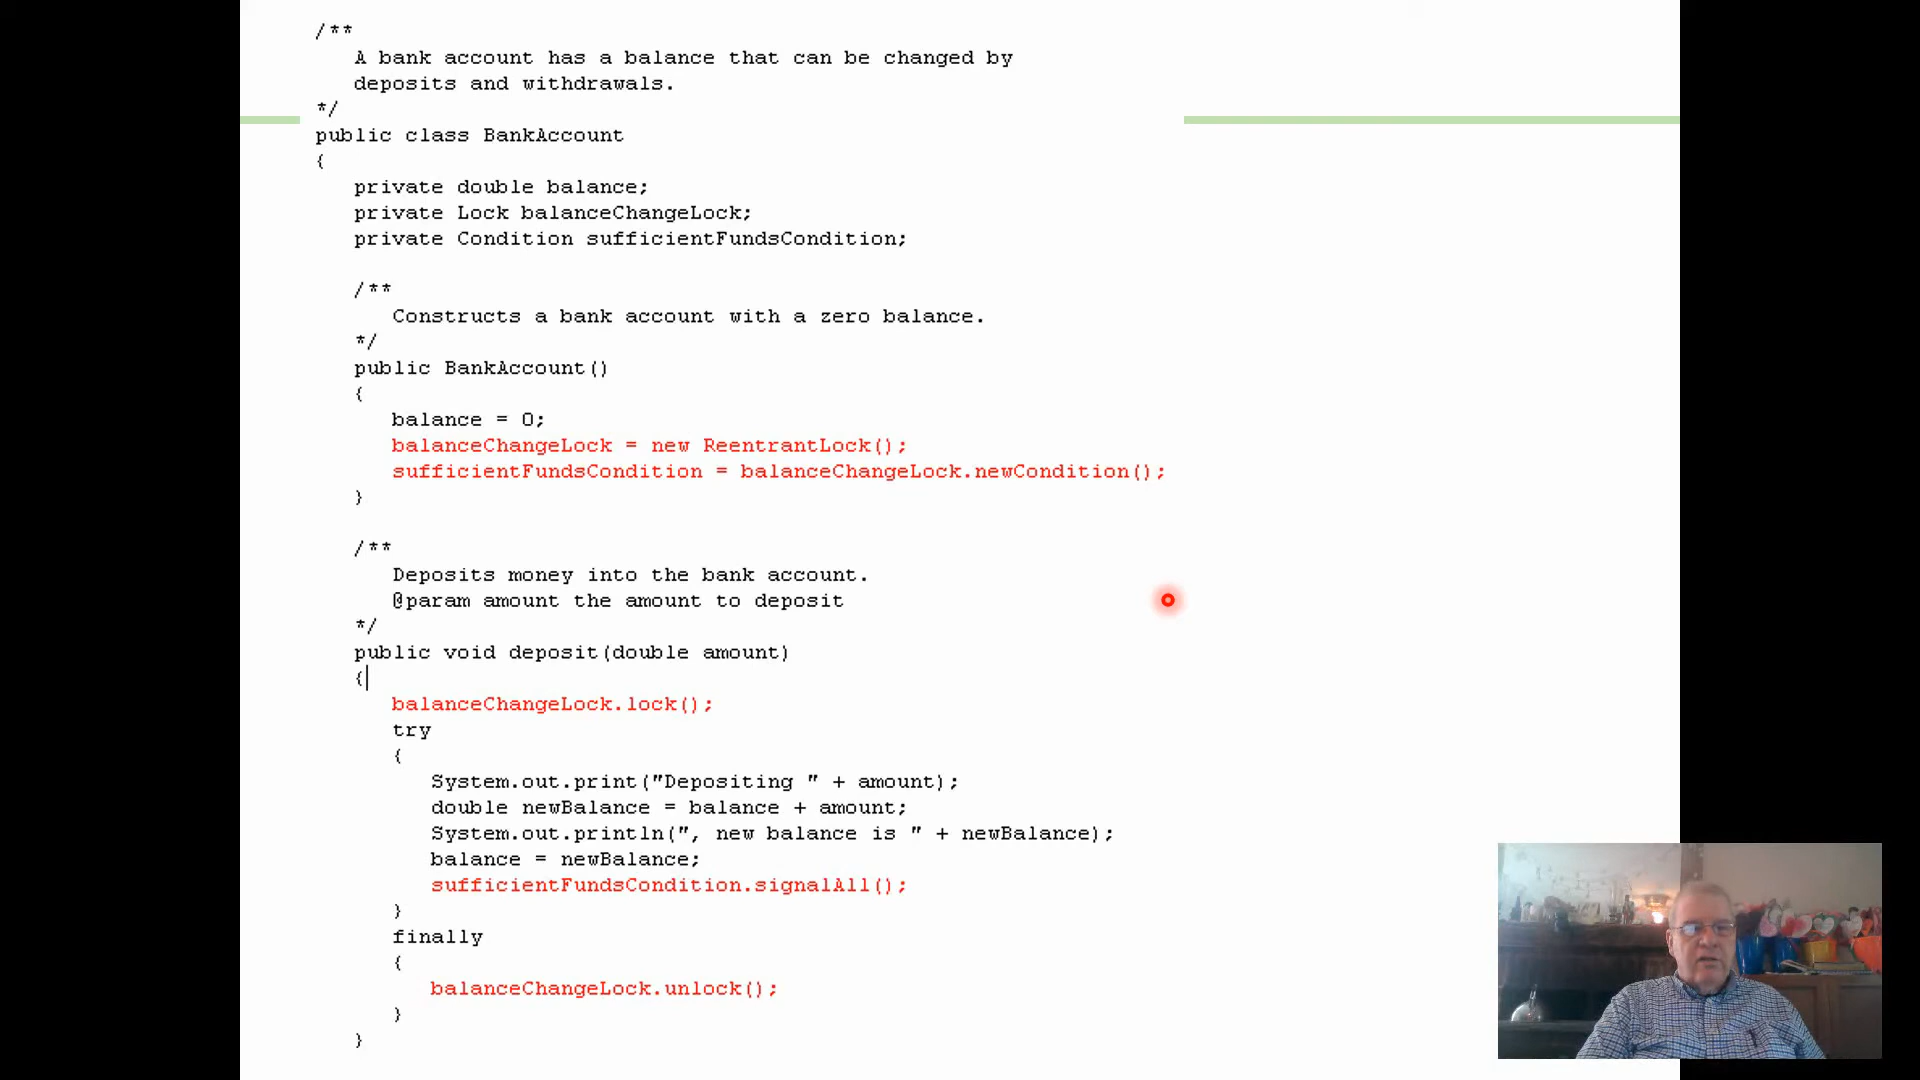 /**
A bank account has a balance that can be changed by
deposits and withdrawals.
*/
public class BankAccount
{
private double balance;
private Lock balanceChangeLock;
private Condition sufficientFundsCondition;
/**
Constructs a bank account with a zero balance.
*/
public BankAccount()
{
balance = 0;
balanceChangeLock = new ReentrantLock();
sufficientFundsCondition = balanceChangeLock.newCondition();
}
/**
Deposits money into the bank account.
@param amount the amount to deposit
*/
public void deposit(double amount)
{
balanceChangeLock.lock();
try
{
System.out.print("Depositing " + amount);
double newBalance = balance + amount;
System.out.println(", new balance is " + newBalance);
balance = newBalance;
sufficientFundsCondition.signalAll();
}
finally
{
balanceChangeLock.unlock();
}
}